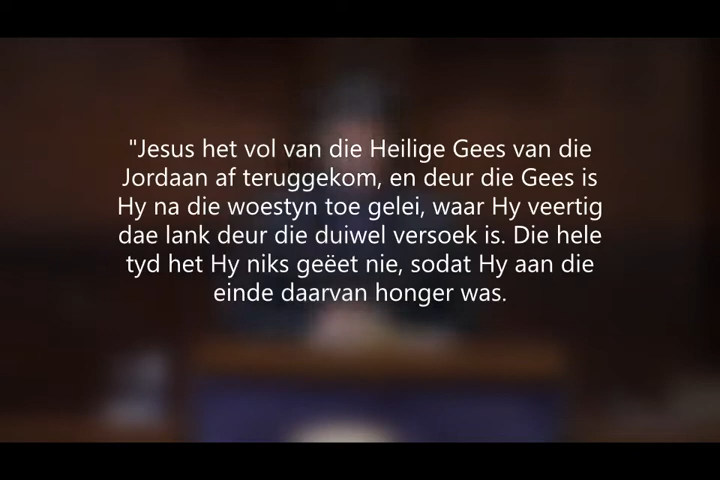 "Jesus het vol van die Heilige Gees van die
Jordaan af teruggekom, en deur die Gees is
Hy na die woestyn toe gelei, waar Hy veertig
dae lank deur die duiwel versoek is. Die hele
tyd het Hy niks geëet nie, sodat Hy aan die
einde daarvan honger was.